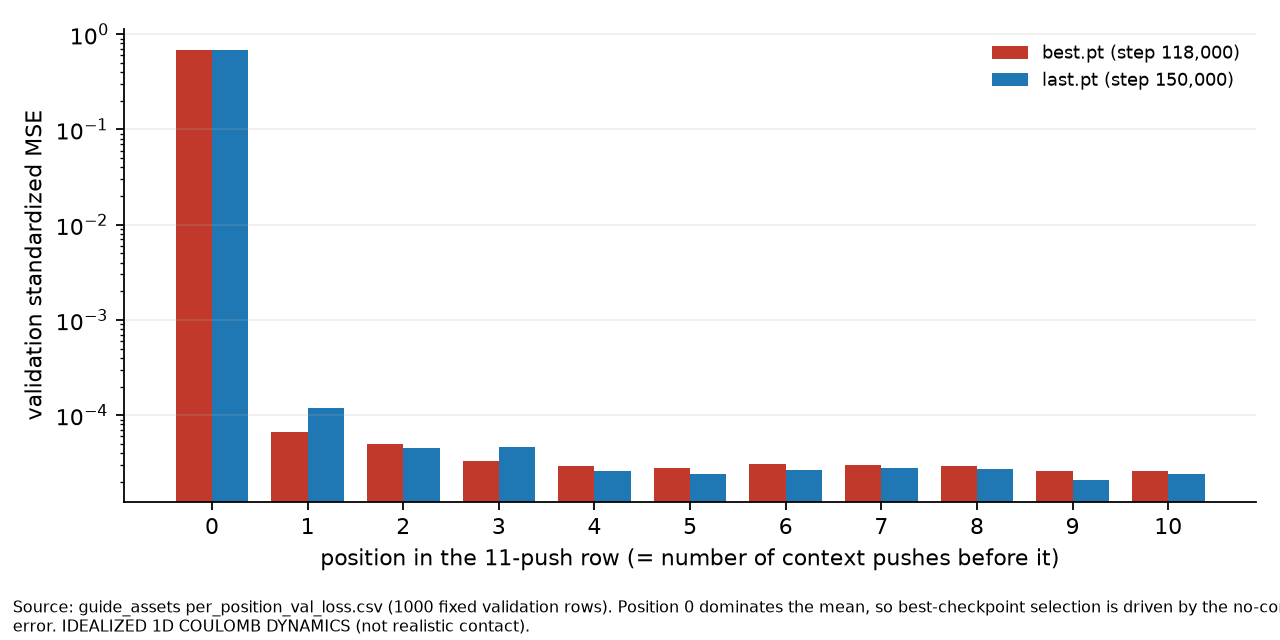 10^0
10^−1
10^−2
10^−3
10^−4
validation standardized MSE
best.pt (step 118,000)
last.pt (step 150,000)
0 1 2 3 4 5 6 7 8 9 10
position in the 11-push row (= number of context pushes before it)
Source: guide_assets per_position_val_loss.csv (1000 fixed validation rows). Position 0 dominates the mean, so best-checkpoint selection is driven by the
error. IDEALIZED 1D COULOMB DYNAMICS (not realistic contact).